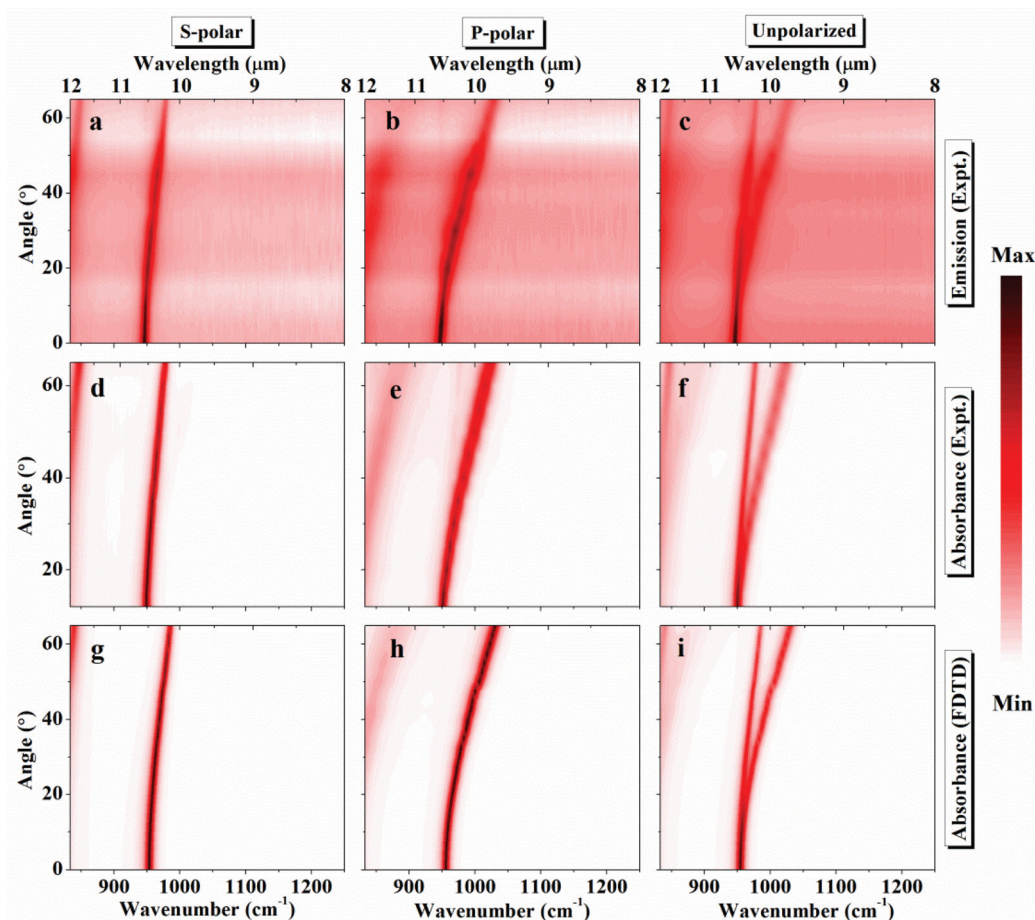 S-polar P-polar Unpolarized
Wavelength (μm) Wavelength (μm) Wavelength (μm)
12 11 10 9 8 12 11 10 9 8 12 11 10 9 8
a b c
60
40
20
0
Angle (°)
Emission (Expt.)
d e f
60
40
20
Angle (°)
Absorbance (Expt.)
g h i
60
40
20
0
Angle (°)
Absorbance (FDTD)
900 1000 1100 1200 900 1000 1100 1200 900 1000 1100 1200
Wavenumber (cm⁻¹) Wavenumber (cm⁻¹) Wavenumber (cm⁻¹)
Max
Min